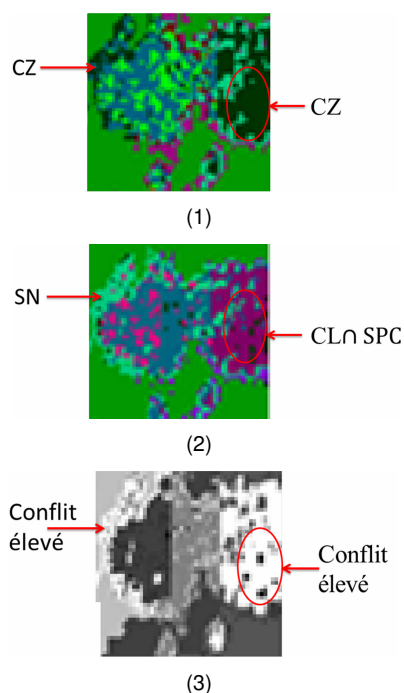 CZ
CZ
(1)
SN
CL∩ SPC
(2)
Conflit
élevé
Conflit
élevé
(3)